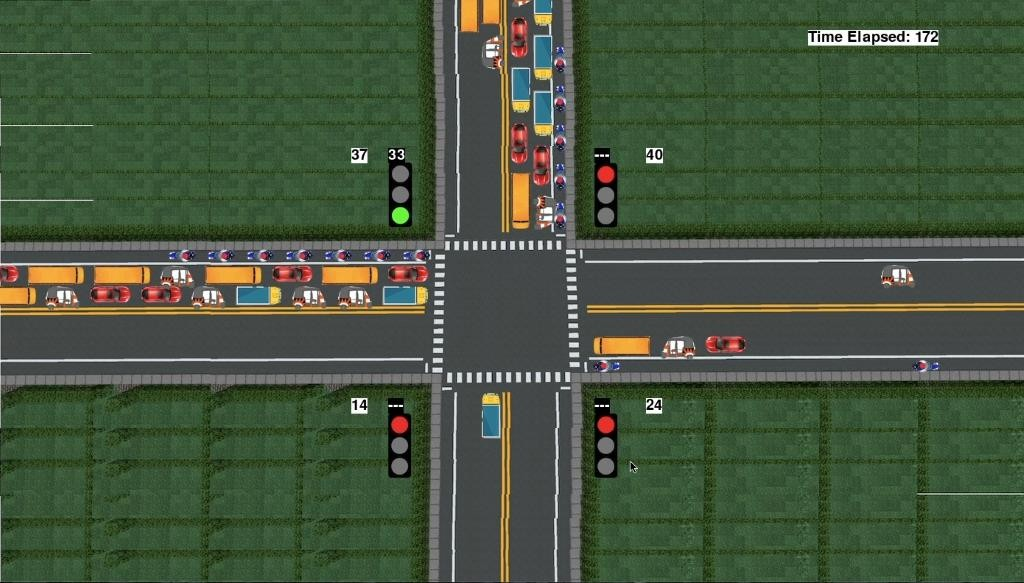 Time Elapsed: 172
37 33 --- 40
14 --- --- 24